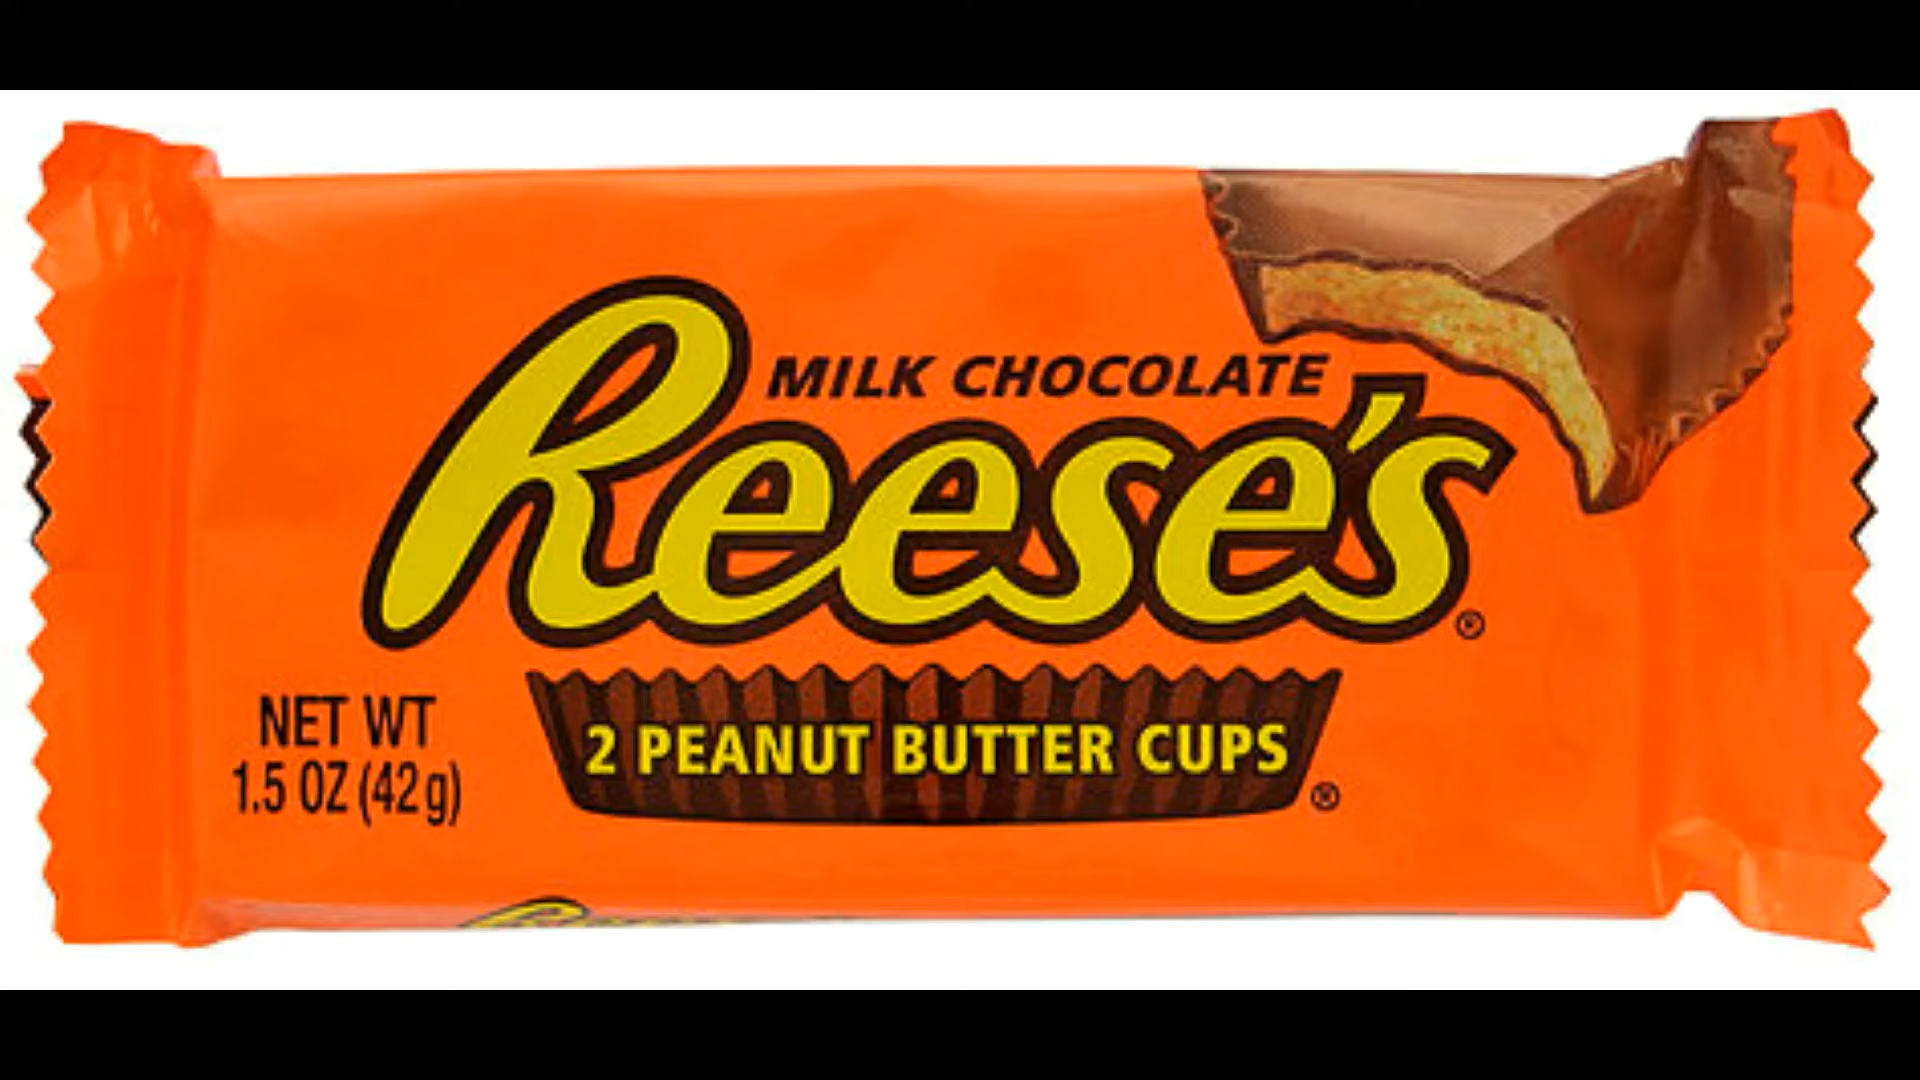 MILK CHOCOLATE
Reese's®
2 PEANUT BUTTER CUPS®
NET WT
1.5 OZ (42g)